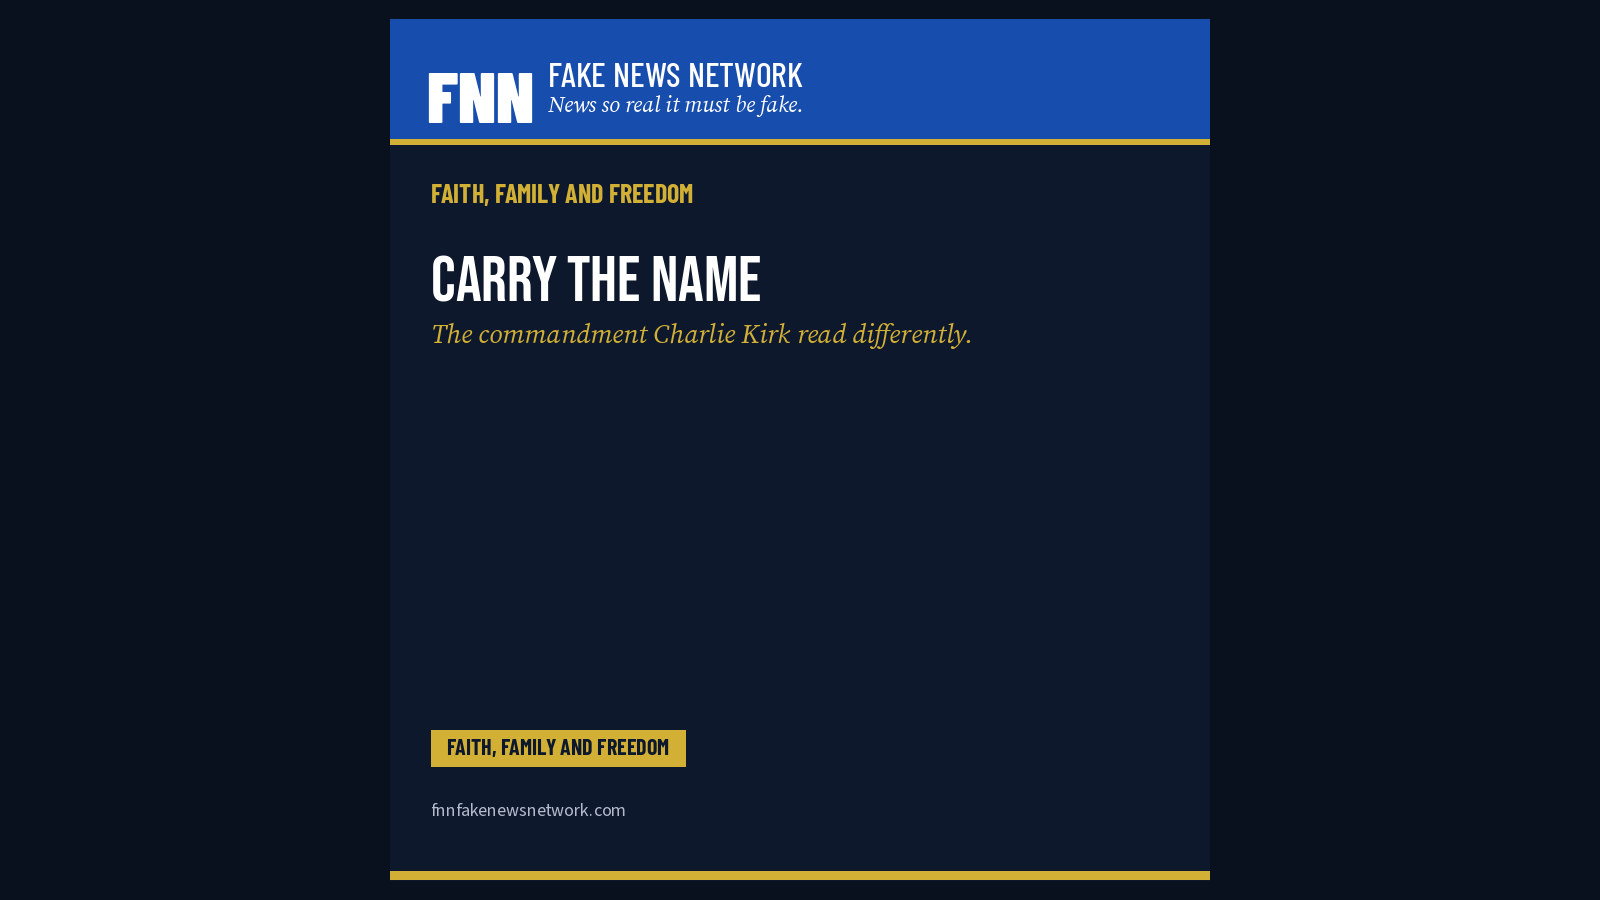 FNN
FAKE NEWS NETWORK
News so real it must be fake.
FAITH, FAMILY AND FREEDOM
CARRY THE NAME
The commandment Charlie Kirk read differently.
FAITH, FAMILY AND FREEDOM
fnnfakenewsnetwork.com